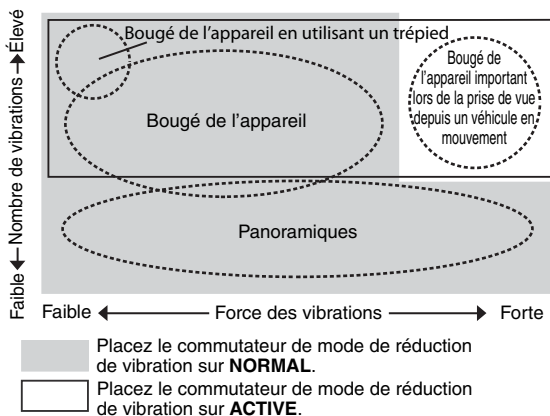 Faible ← Nombre de vibrations → Élevé
Bougé de l'appareil en utilisant un trépied
Bougé de l'appareil
Bougé de
l'appareil important
lors de la prise de vue
depuis un véhicule en
mouvement
Panoramiques
Faible ← Force des vibrations → Forte
Placez le commutateur de mode de réduction
de vibration sur NORMAL.
Placez le commutateur de mode de réduction
de vibration sur ACTIVE.